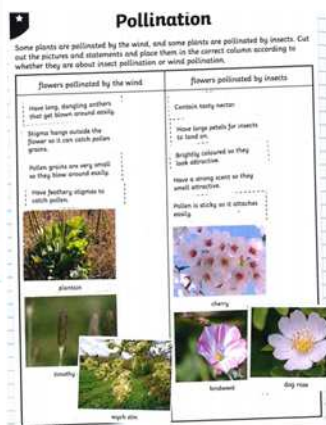 Pollination
Some plants are pollinated by the wind, and some plants are pollinated by insects. Cut
out the pictures and statements and place them in the correct column according to
whether they are about insect pollination or wind pollination.
flowers pollinated by the wind
Have long, dangling anthers
that get blown around easily.
Stigma hangs outside the
flower so it can catch pollen
grains.
Pollen grains are very small
so they blow around easily.
Have feathery stigmas to
catch pollen.
plantain
timothy
wych elm
flowers pollinated by insects
Contain tasty nectar.
Have large petals for insects
to land on.
Brightly coloured so they
look attractive.
Have a strong scent so they
smell attractive.
Pollen is sticky so it attaches
easily.
cherry
bindweed
dog rose